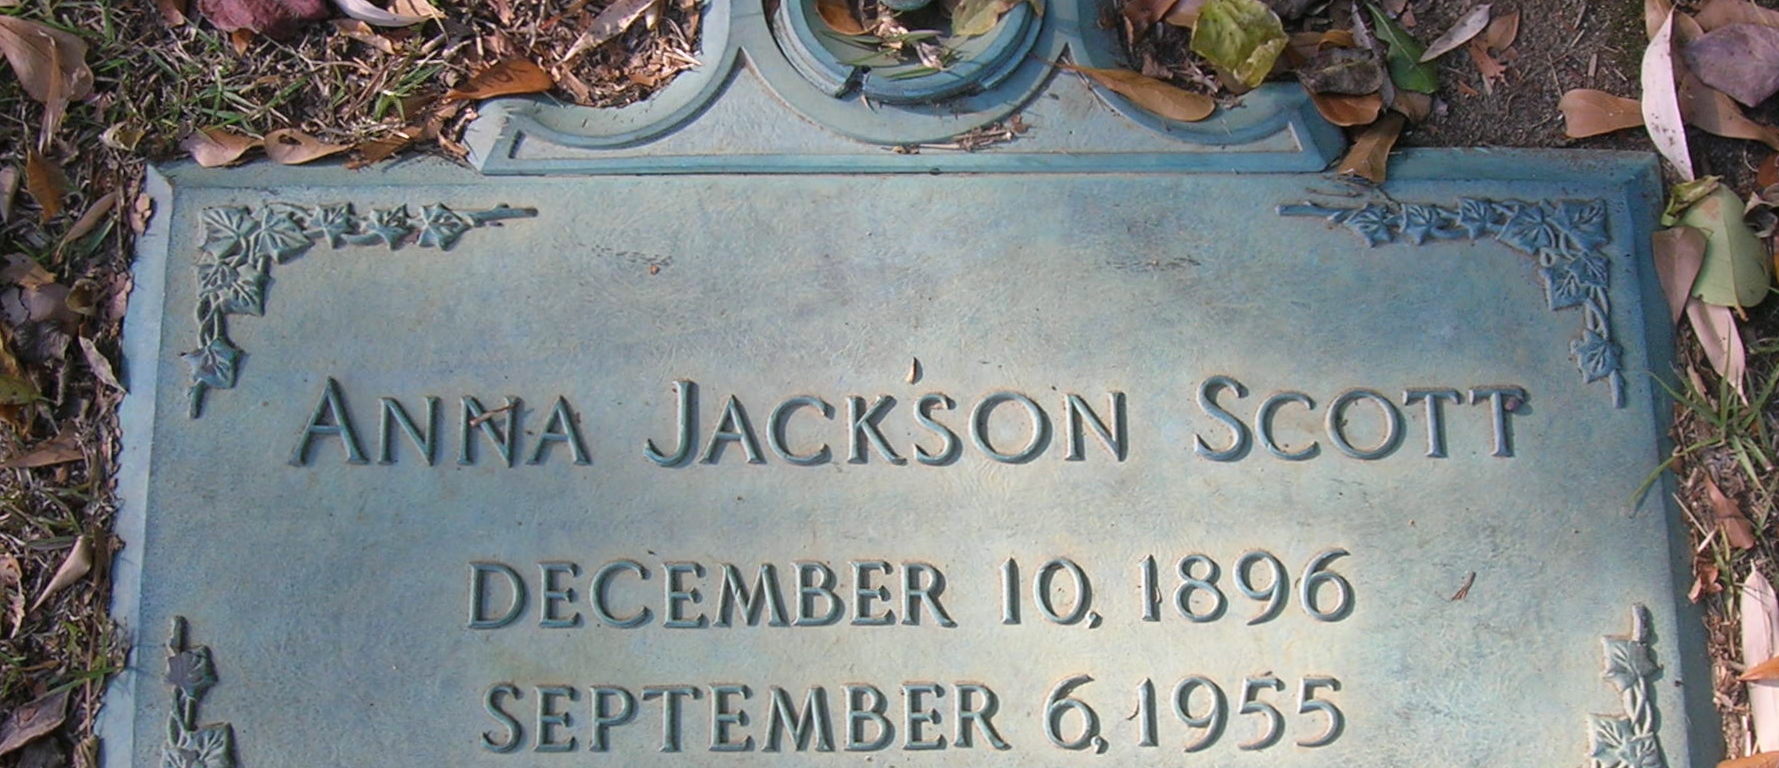 ANNA JACKSON SCOTT
DECEMBER 10, 1896
SEPTEMBER 6, 1955